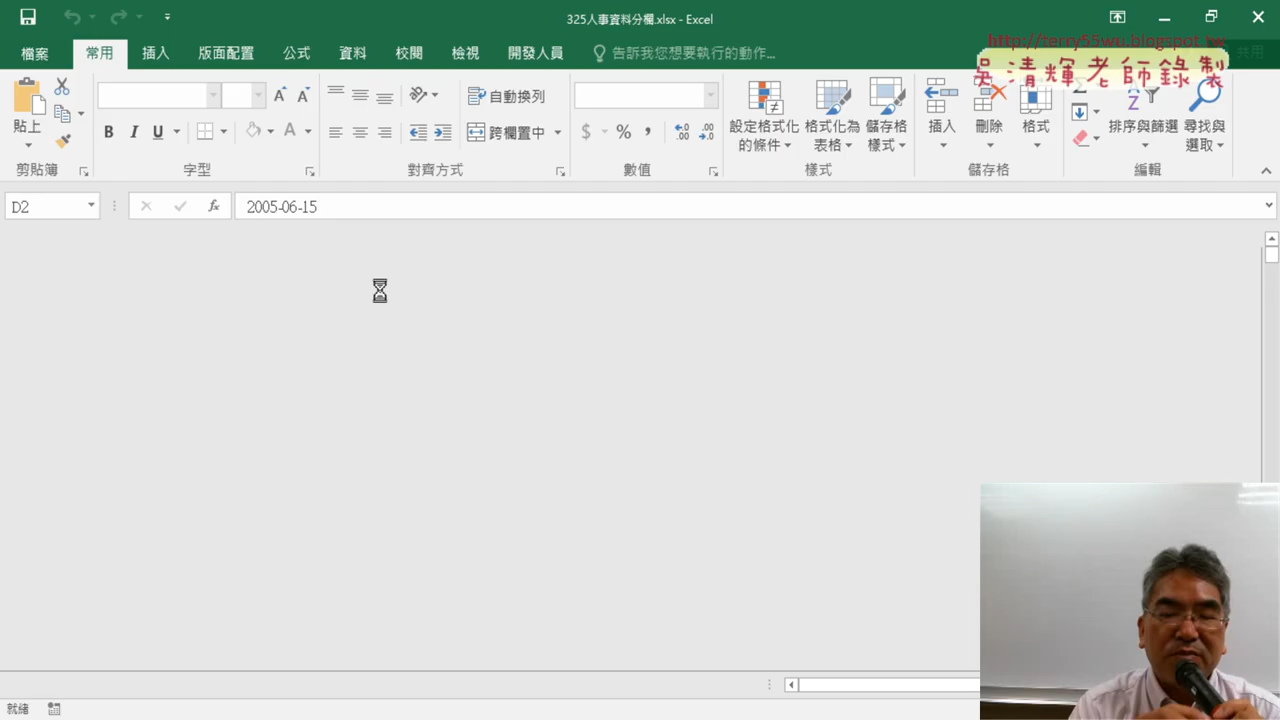 325人事資料分欄.xlsx - Excel
http://terry55wu.blogspot.tw
吳清輝老師錄製
檔案 常用 插入 版面配置 公式 資料 校閱 檢視 開發人員 告訴我您想要執行的動作... 共用
貼上 B I U A 自動換列 跨欄置中 $ % , 設定格式化的條件 格式化為表格 儲存格樣式 插入 刪除 格式 排序與篩選 尋找與選取
剪貼簿 字型 對齊方式 數值 樣式 儲存格 編輯
D2 fx 2005-06-15
就緒